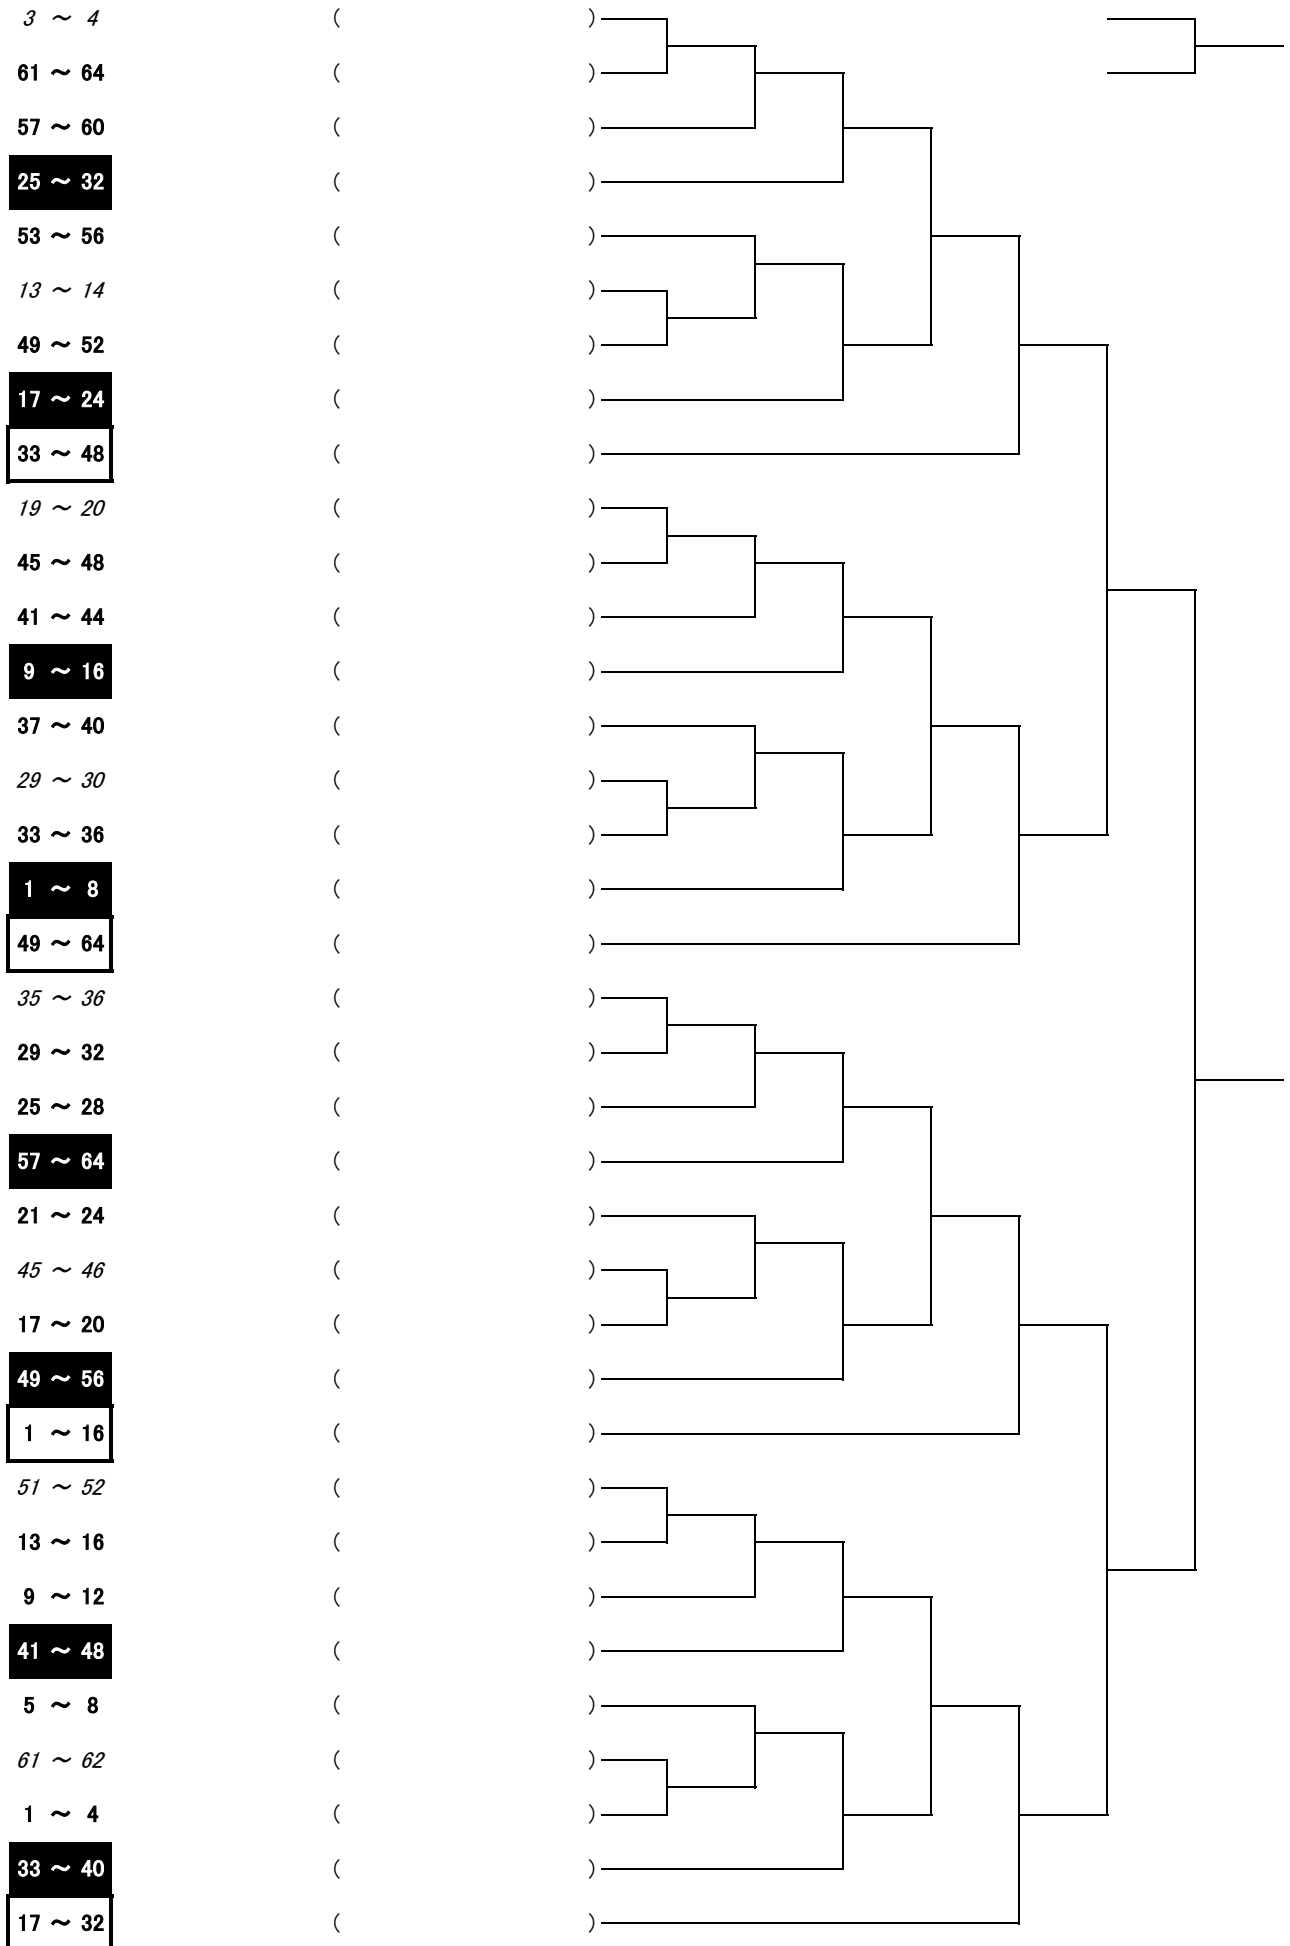 3 ～ 4 ( )
61 ～ 64 ( )
57 ～ 60 ( )
25 ～ 32 ( )
53 ～ 56 ( )
13 ～ 14 ( )
49 ～ 52 ( )
17 ～ 24 ( )
33 ～ 48 ( )
19 ～ 20 ( )
45 ～ 48 ( )
41 ～ 44 ( )
9 ～ 16 ( )
37 ～ 40 ( )
29 ～ 30 ( )
33 ～ 36 ( )
1 ～ 8 ( )
49 ～ 64 ( )
35 ～ 36 ( )
29 ～ 32 ( )
25 ～ 28 ( )
57 ～ 64 ( )
21 ～ 24 ( )
45 ～ 46 ( )
17 ～ 20 ( )
49 ～ 56 ( )
1 ～ 16 ( )
51 ～ 52 ( )
13 ～ 16 ( )
9 ～ 12 ( )
41 ～ 48 ( )
5 ～ 8 ( )
61 ～ 62 ( )
1 ～ 4 ( )
33 ～ 40 ( )
17 ～ 32 ( )